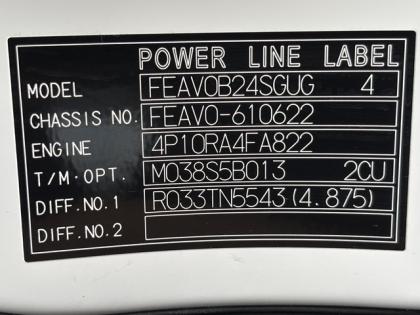 POWER LINE LABEL
MODEL FEAV0B24SGUG 4
CHASSIS NO. FEAV0-610622
ENGINE 4P10RA4FA822
T/M·OPT. M038S5B013 2CU
DIFF.NO.1 R033TN5543(4.875)
DIFF.NO.2